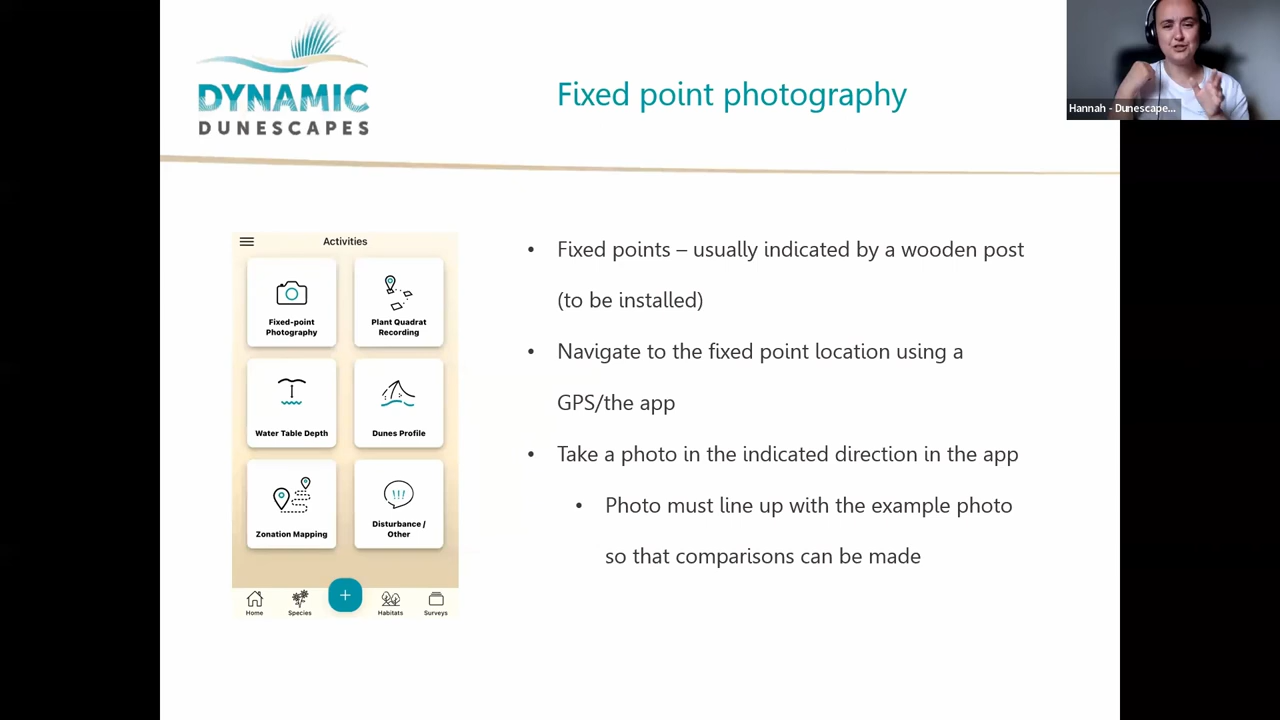 DYNAMIC
DUNESCAPES
Fixed point photography
Hannah - Dunescape...
Activities
Fixed-point
Photography
Plant Quadrat
Recording
Water Table Depth
Dunes Profile
Zonation Mapping
Disturbance /
Other
Home
Species
+
Habitats
Surveys
• Fixed points – usually indicated by a wooden post
(to be installed)
• Navigate to the fixed point location using a
GPS/the app
• Take a photo in the indicated direction in the app
• Photo must line up with the example photo
so that comparisons can be made